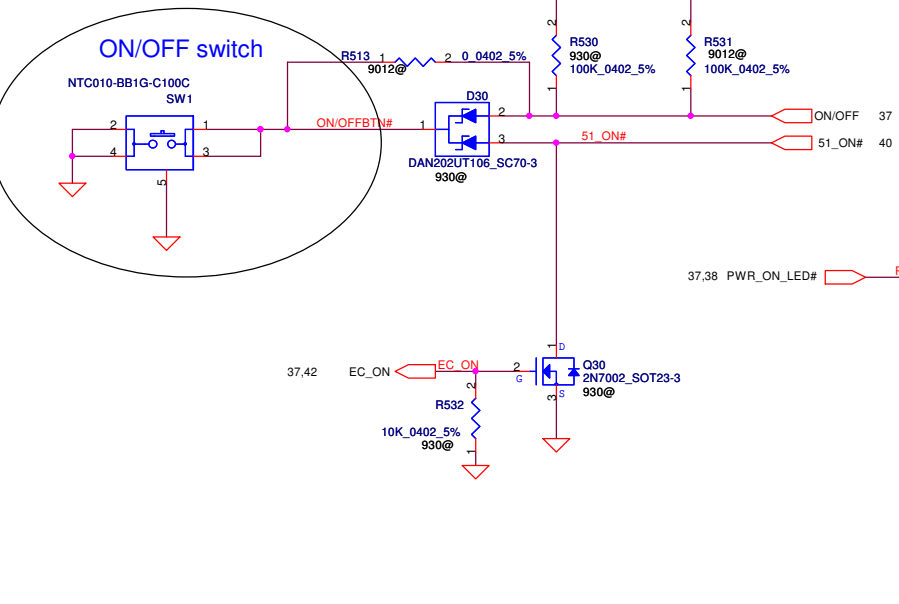 ON/OFF switch
NTC010-BB1G-C100C
SW1
2
1
4
3
5
R513
1
2
0_0402_5%
9012@
ON/OFFBTN#
D30
1
2
3
DAN202UT106_SC70-3
930@
2
R530
930@
100K_0402_5%
1
2
R531
9012@
100K_0402_5%
1
ON/OFF
37
51_ON#
51_ON#
40
37,38
PWR_ON_LED#
37,42
EC_ON
EC_ON
2
G
1
D
Q30
2N7002_SOT23-3
930@
3
S
2
R532
10K_0402_5%
930@
1